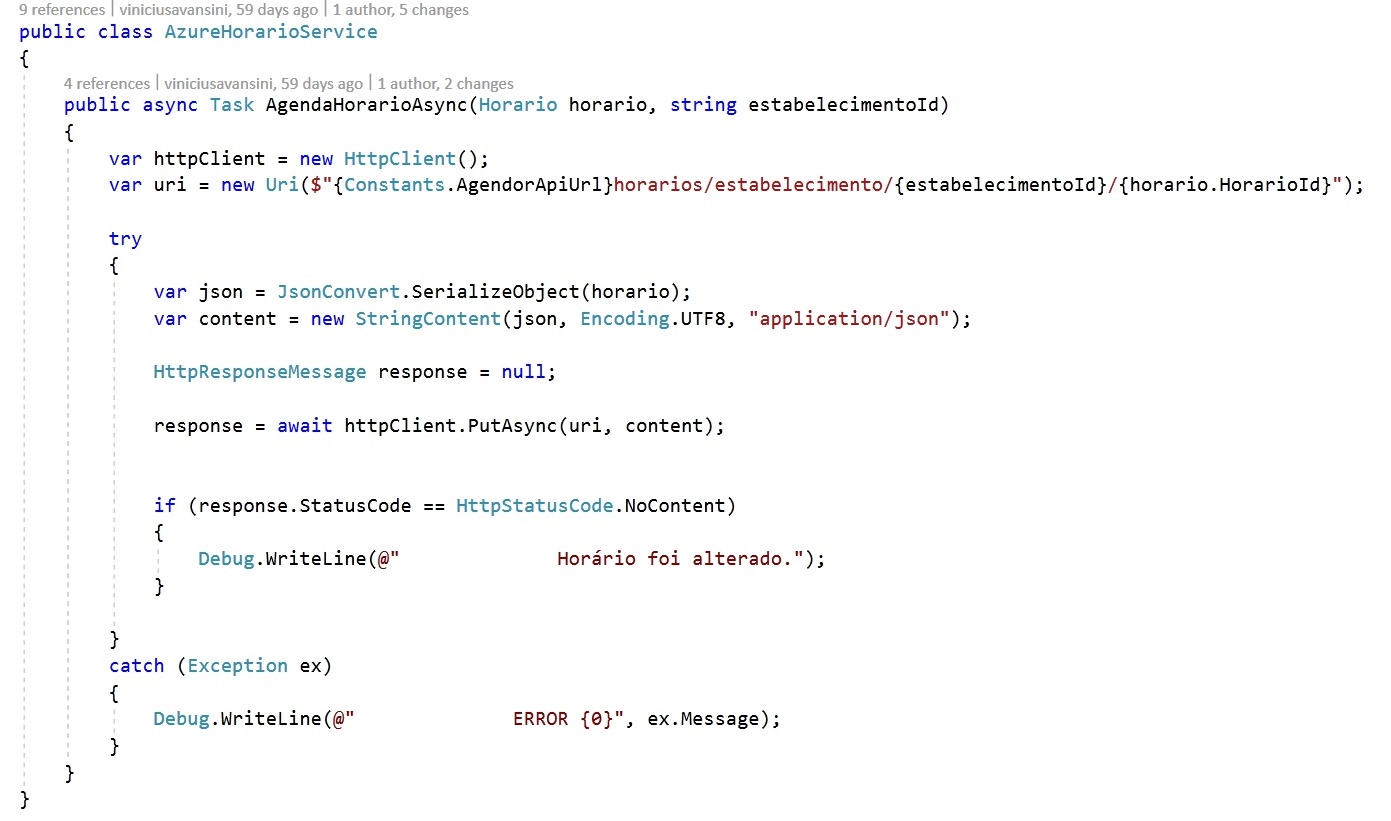 9 references | viniciusavansini, 59 days ago | 1 author, 5 changes
public class AzureHorarioService
{
4 references | viniciusavansini, 59 days ago | 1 author, 2 changes
public async Task AgendaHorarioAsync(Horario horario, string estabelecimentoId)
{
var httpClient = new HttpClient();
var uri = new Uri($"{Constants.AgendorApiUrl}horarios/estabelecimento/{estabelecimentoId}/{horario.HorarioId}");
try
{
var json = JsonConvert.SerializeObject(horario);
var content = new StringContent(json, Encoding.UTF8, "application/json");
HttpResponseMessage response = null;
response = await httpClient.PutAsync(uri, content);
if (response.StatusCode == HttpStatusCode.NoContent)
{
Debug.WriteLine(@"              Horário foi alterado.");
}
}
catch (Exception ex)
{
Debug.WriteLine(@"              ERROR {0}", ex.Message);
}
}
}